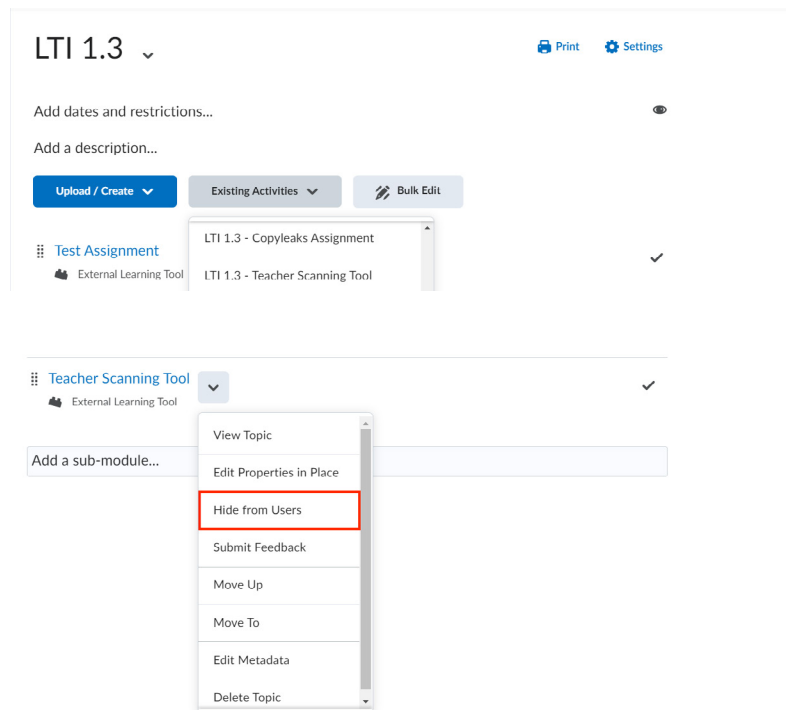 LTI 1.3
Print Settings
Add dates and restrictions...
Add a description...
Upload / Create Existing Activities Bulk Edit
LTI 1.3 - Copyleaks Assignment
Test Assignment
External Learning Tool
LTI 1.3 - Teacher Scanning Tool
Teacher Scanning Tool
External Learning Tool
View Topic
Add a sub-module...
Edit Properties in Place
Hide from Users
Submit Feedback
Move Up
Move To
Edit Metadata
Delete Topic